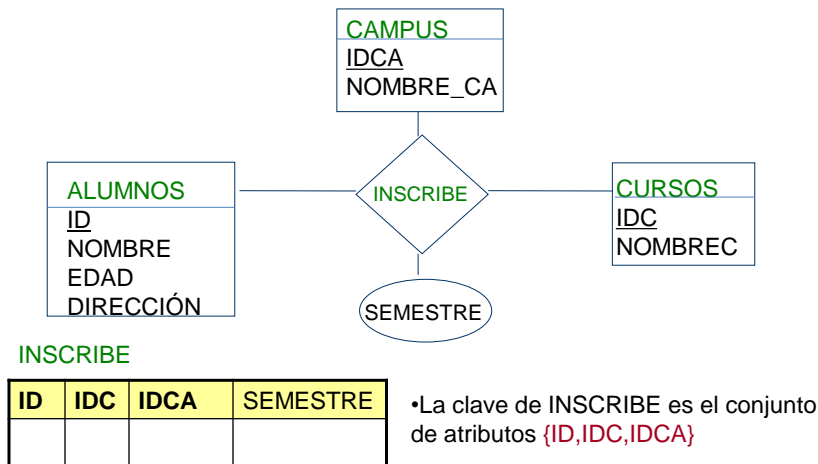 CAMPUS
IDCA
NOMBRE_CA
ALUMNOS
ID
NOMBRE
EDAD
DIRECCIÓN
INSCRIBE
CURSOS
IDC
NOMBREC
SEMESTRE
INSCRIBE
ID IDC IDCA SEMESTRE
•La clave de INSCRIBE es el conjunto
de atributos {ID,IDC,IDCA}